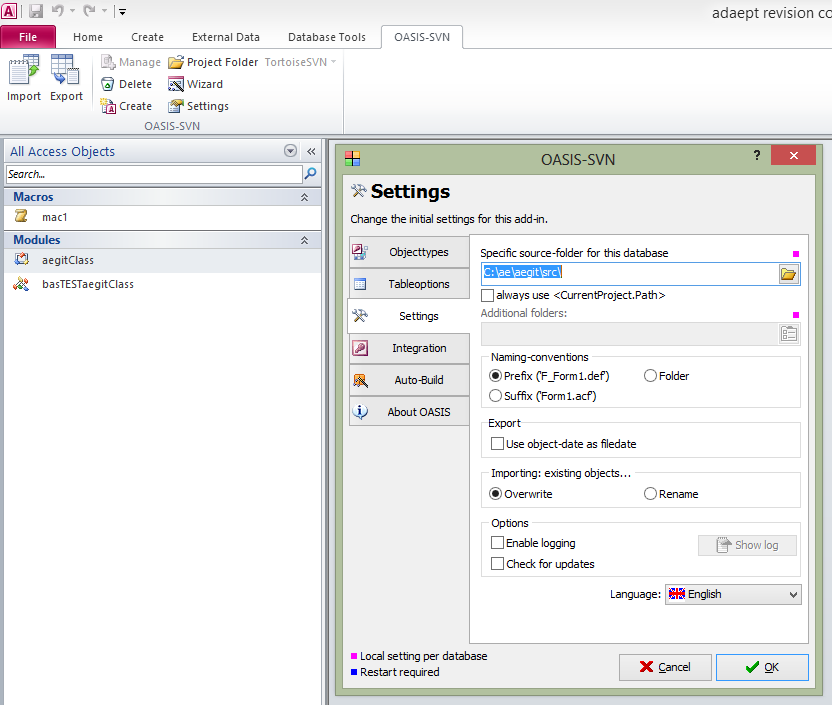 adaept revision co
File Home Create External Data Database Tools OASIS-SVN
Import Export
Manage Project Folder TortoiseSVN
Delete Wizard
Create Settings
OASIS-SVN
All Access Objects
Search...
Macros
mac1
Modules
aegitClass
basTESTaegitClass
OASIS-SVN
?
Settings
Change the initial settings for this add-in.
Objecttypes
Tableoptions
Settings
Integration
Auto-Build
About OASIS
Specific source-folder for this database
C:\ae\aegit\src\
always use <CurrentProject.Path>
Additional folders:
Naming-conventions
Prefix ('F_Form1.def') Folder
Suffix ('Form1.acf')
Export
Use object-date as filedate
Importing: existing objects...
Overwrite Rename
Options
Enable logging Show log
Check for updates
Language: English
Local setting per database
Restart required
Cancel OK